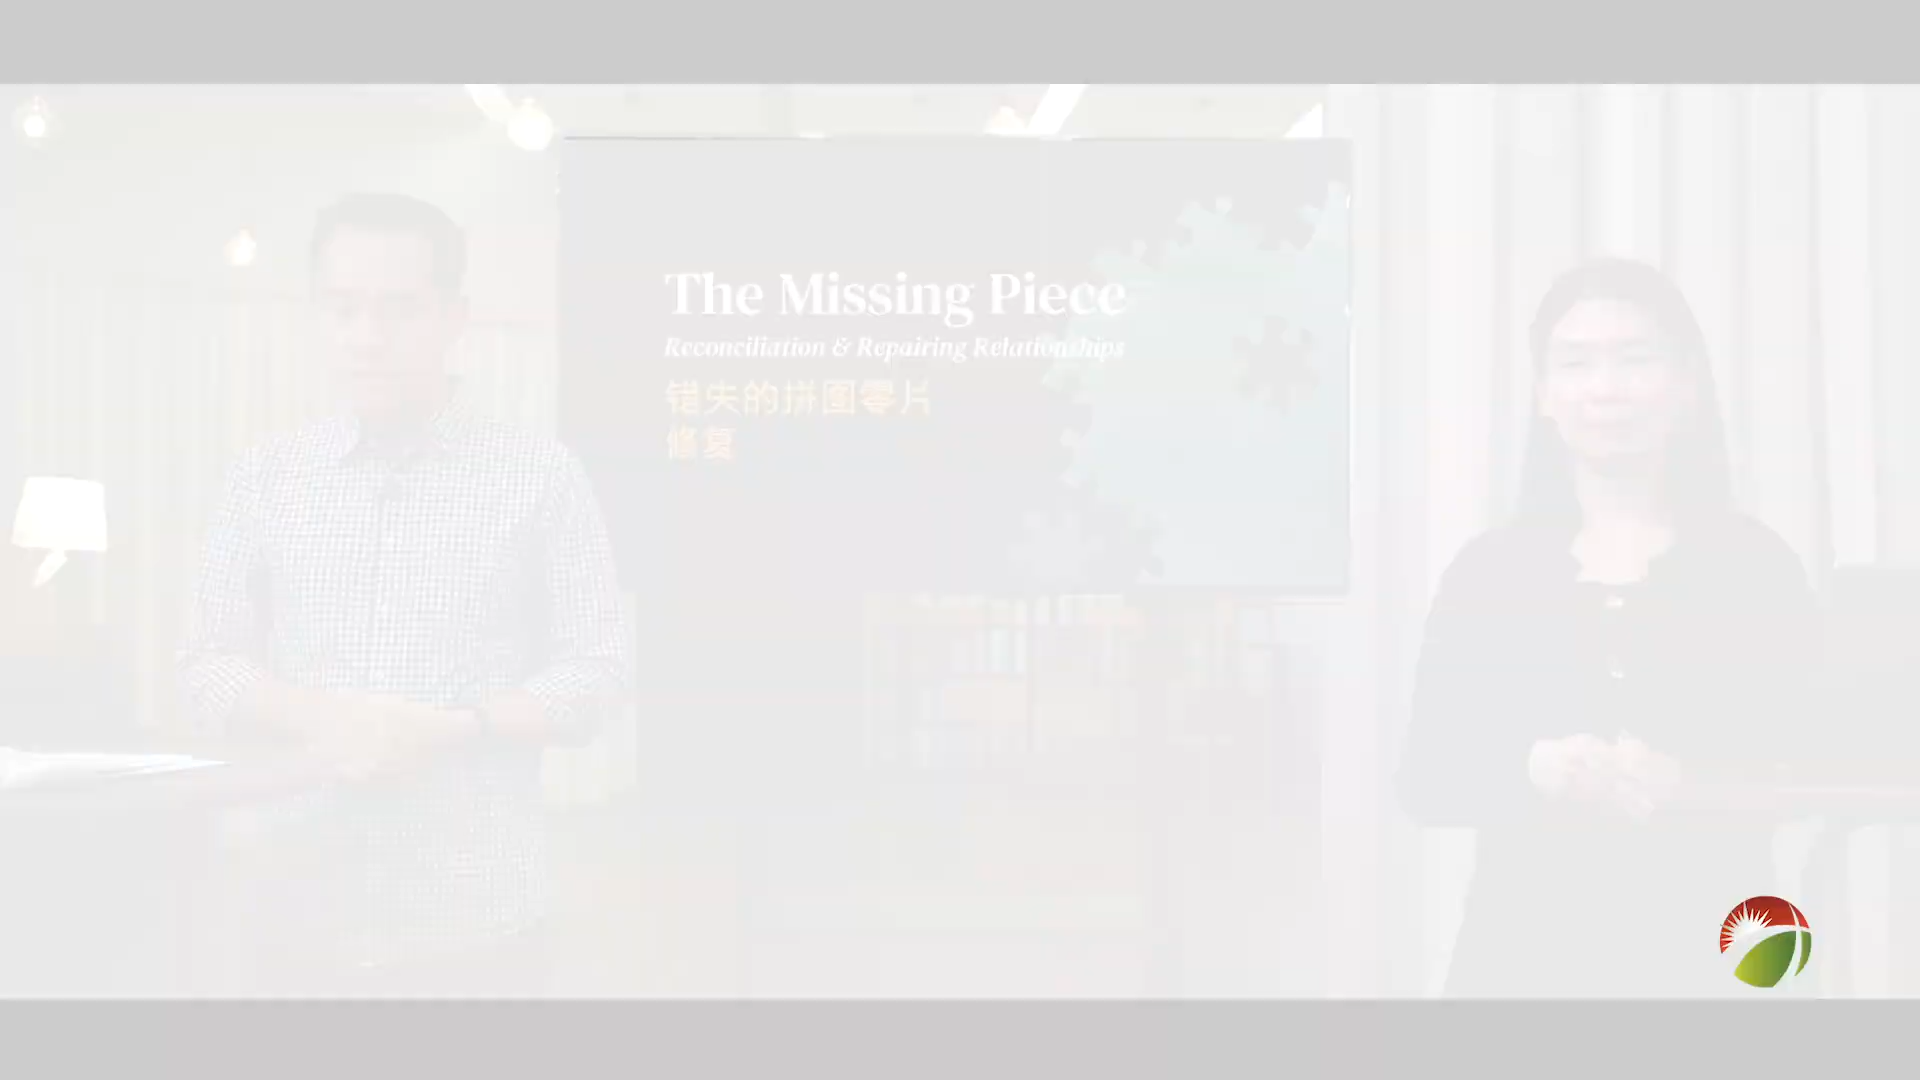 The Missing Piece
Reconciliation & Repairing Relationships
错失的拼图零片
修复